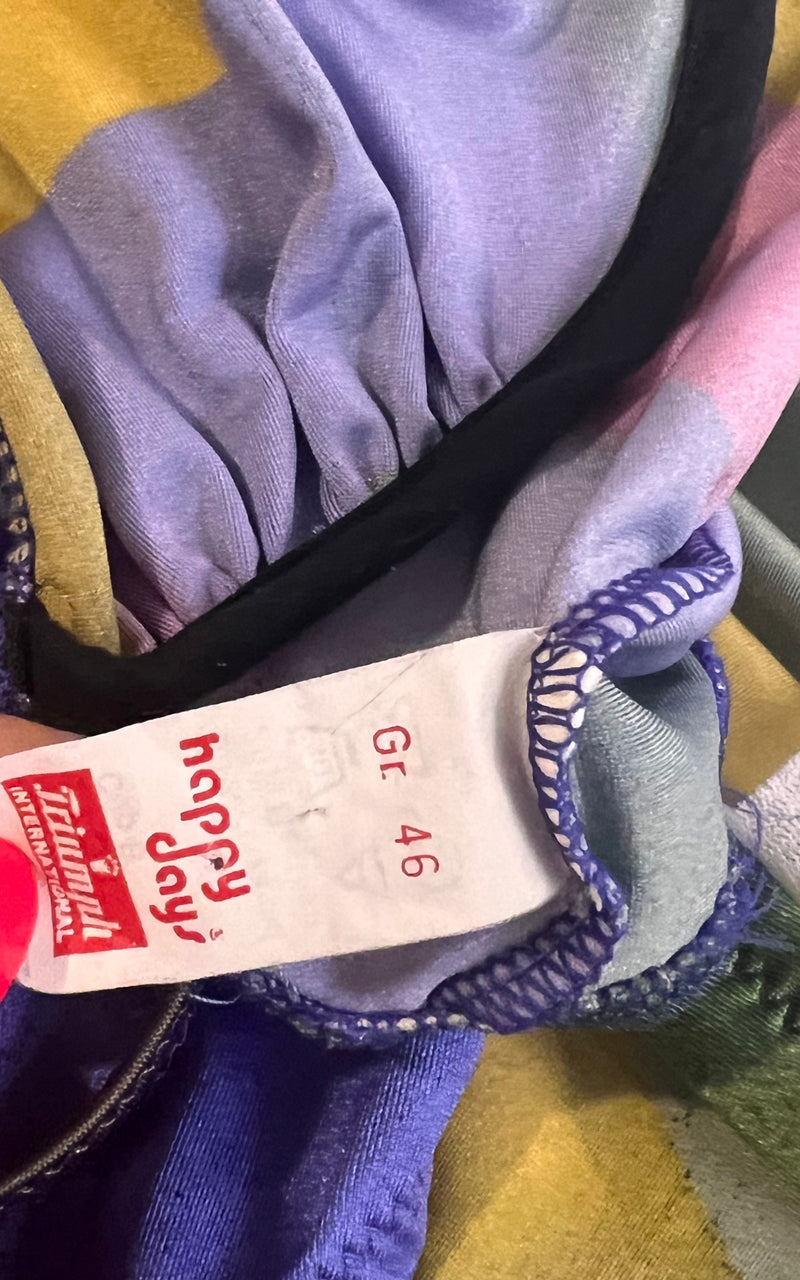 Gr. 46
happy
days
Triumph
INTERNATIONAL